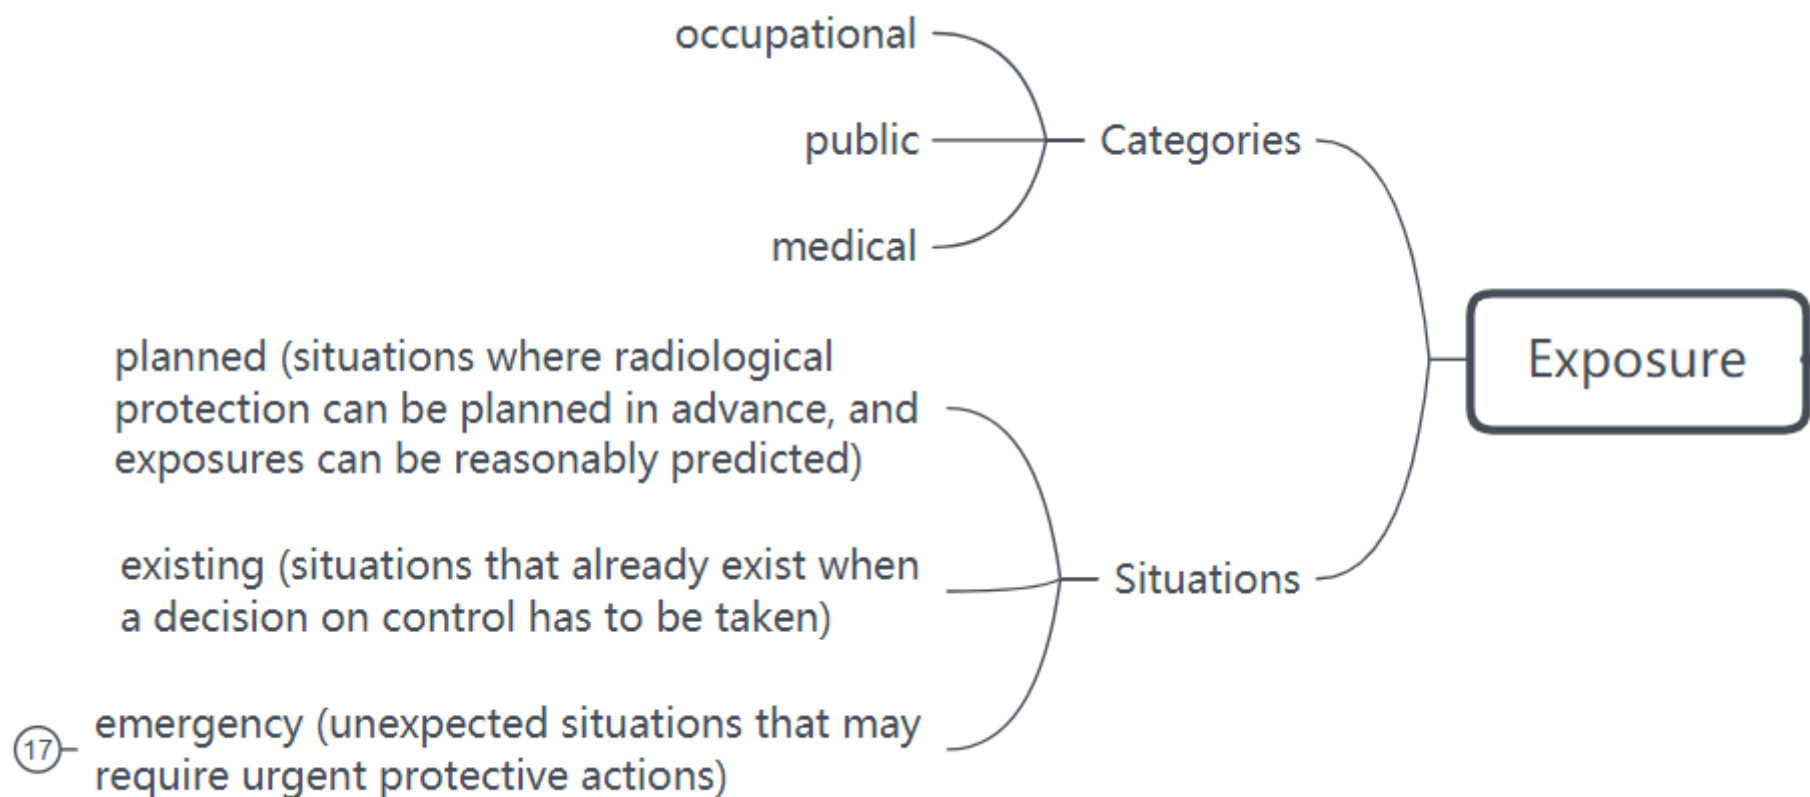 occupational
public
medical
Categories
Exposure
planned (situations where radiological
protection can be planned in advance, and
exposures can be reasonably predicted)
existing (situations that already exist when
a decision on control has to be taken)
Situations
17
emergency (unexpected situations that may
require urgent protective actions)